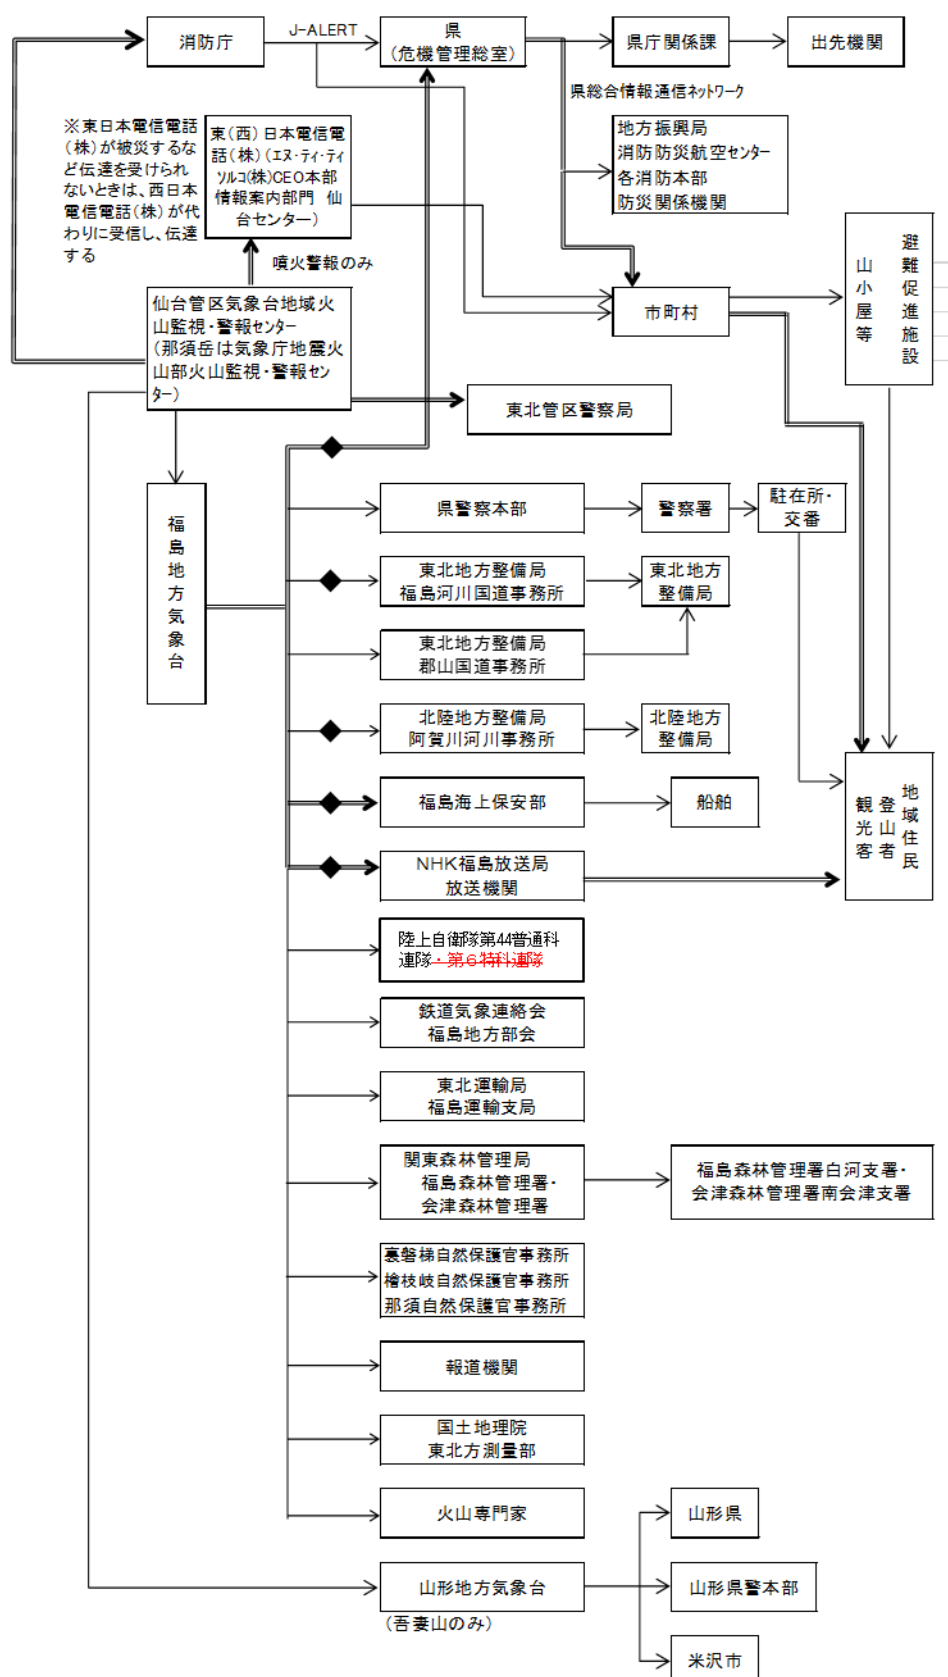 消防庁
J-ALERT
県
(危機管理総室)
県庁関係課
出先機関
県総合情報通信ネットワーク
※東日本電信電話
(株)が被災するな
ど伝達を受けられ
ないときは、西日本
電信電話(株)が代
わりに受信し、伝達
する
東(西)日本電信電
話(株)(エヌ・ティ・ティ
ソルコ(株)CEO本部
情報案内部門 仙
台センター)
地方振興局
消防防災航空センター
各消防本部
防災関係機関
噴火警報のみ
避難促進施設
山小屋等
仙台管区気象台地域火
山監視・警報センター
(那須岳は気象庁地震火
山部火山監視・警報セン
ター)
市町村
東北管区警察局
福島地方気象台
県警察本部
警察署
駐在所・
交番
東北地方整備局
福島河川国道事務所
東北地方
整備局
東北地方整備局
郡山国道事務所
北陸地方整備局
阿賀川河川事務所
北陸地方
整備局
地域住民
登山者
観光客
福島海上保安部
船舶
NHK福島放送局
放送機関
陸上自衛隊第44普通科
連隊・第6特科連隊
鉄道気象連絡会
福島地方部会
東北運輸局
福島運輸支局
関東森林管理局
福島森林管理署・
会津森林管理署
福島森林管理署白河支署・
会津森林管理署南会津支署
裏磐梯自然保護官事務所
檜枝岐自然保護官事務所
那須自然保護官事務所
報道機関
国土地理院
東北方測量部
火山専門家
山形県
山形地方気象台
(吾妻山のみ)
山形県警本部
米沢市